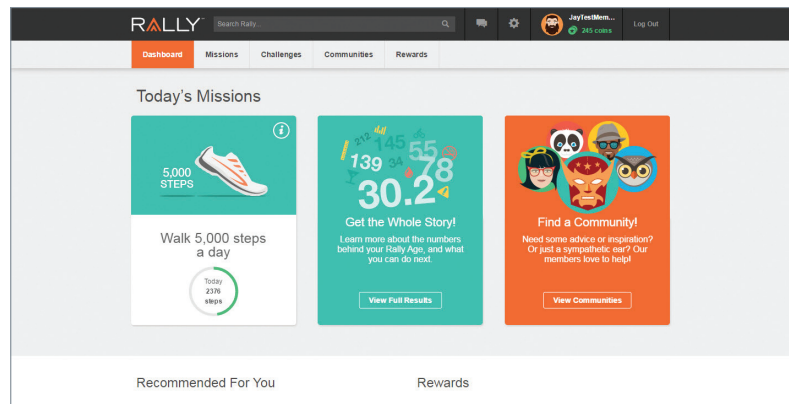 RALLY
Search Rally...
JayTestMem...
245 coins
Log Out
Dashboard
Missions
Challenges
Communities
Rewards
Today's Missions
5,000
STEPS
Walk 5,000 steps
a day
Today
2376
steps
212
145
55
139
34
78
30.2
Get the Whole Story!
Learn more about the numbers
behind your Rally Age, and what
you can do next.
View Full Results
Find a Community!
Need some advice or inspiration?
Or just a sympathetic ear? Our
members love to help!
View Communities
Recommended For You
Rewards